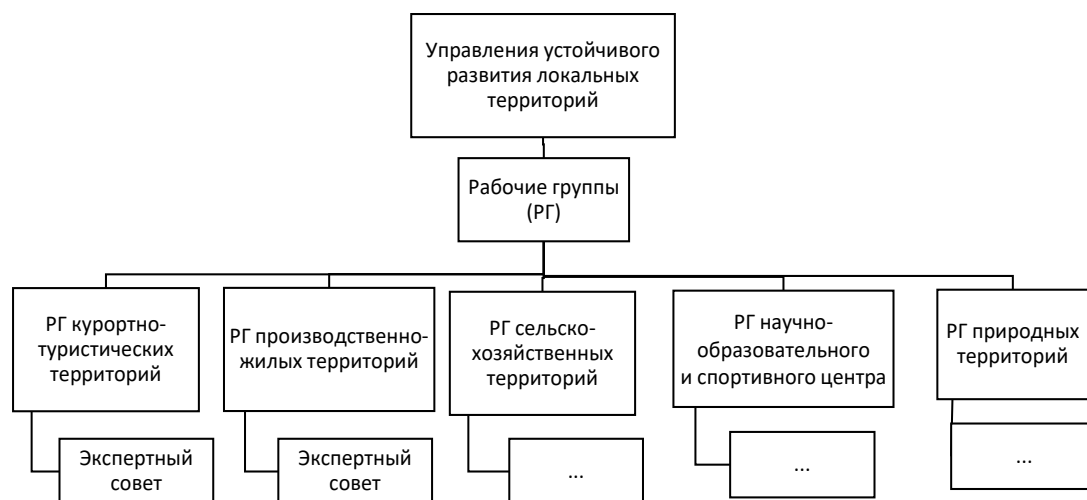 Управления устойчивого
развития локальных
территорий
Рабочие группы
(РГ)
РГ курортно-
туристических
территорий
РГ производственно-
жилых территорий
РГ сельско-
хозяйственных
территорий
РГ научно-
образовательного
и спортивного центра
РГ природных
территорий
Экспертный
совет
Экспертный
совет
...
...
...